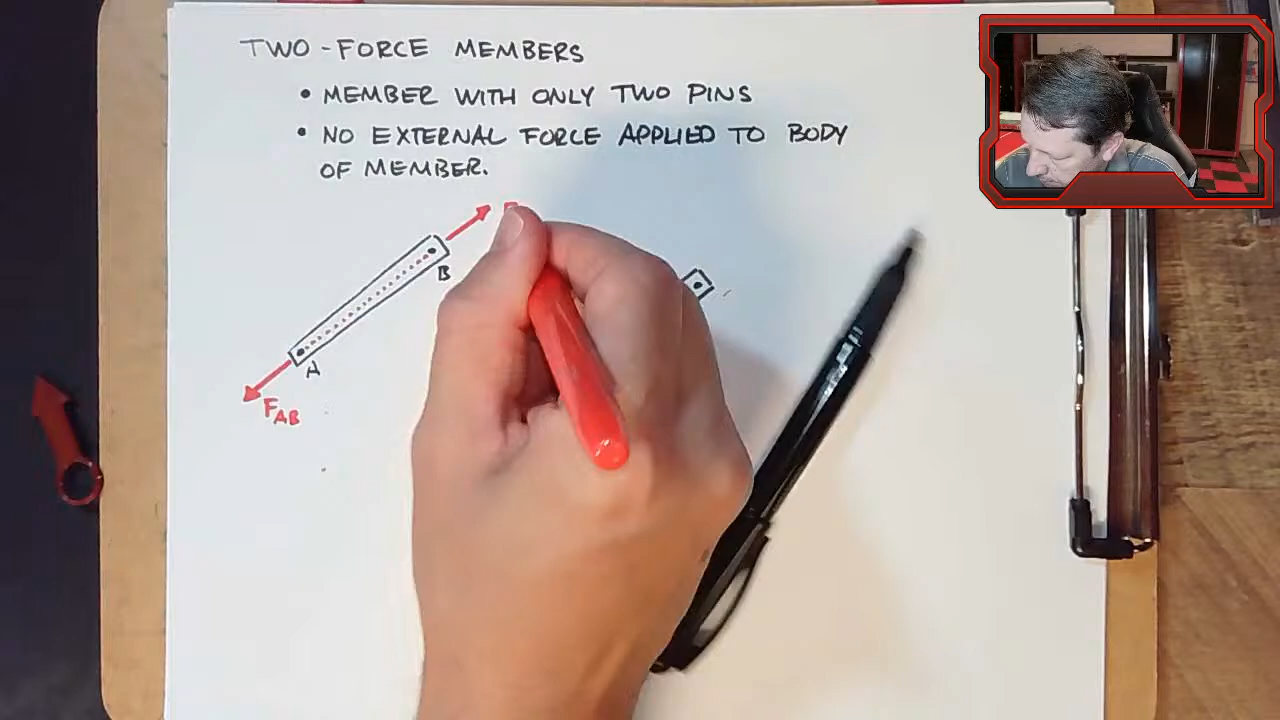 TWO-FORCE MEMBERS
• MEMBER WITH ONLY TWO PINS
• NO EXTERNAL FORCE APPLIED TO BODY
OF MEMBER.
B
A
FAB